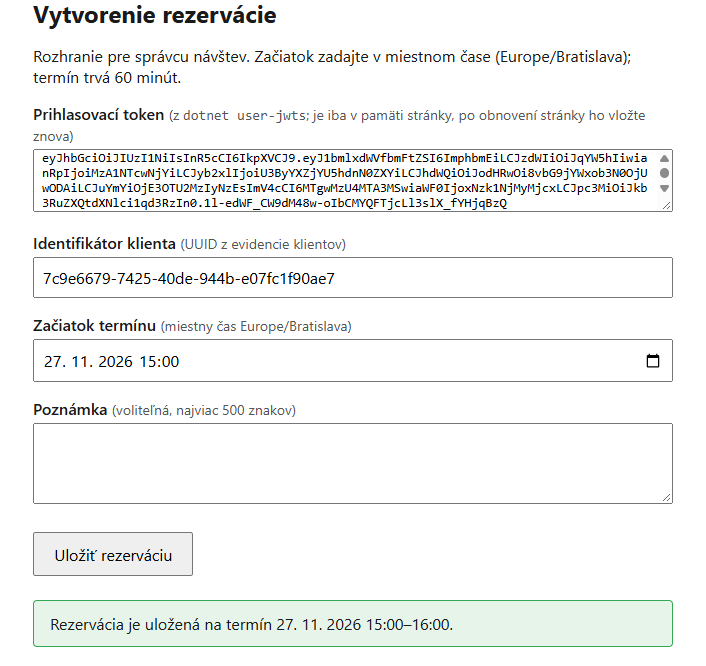 Vytvorenie rezervácie
Rozhranie pre správcu návštev. Začiatok zadajte v miestnom čase (Europe/Bratislava);
termín trvá 60 minút.
Prihlasovací token (z dotnet user-jwts; je iba v pamäti stránky, po obnovení stránky ho vložte
znova)
eyJhbGciOiJIUzI1NiIsInR5cCI6IkpXVCJ9.eyJ1bmlxdWVfbmFtZSI6ImphbmEiLCJzdWIiOiJqYW5hIiwia
nRpIjoiMzA1NTcwNjYiLCJyb2xlIjoiU3ByYXZjYU5hdnN0ZXYiLCJhdWQiOiJodHRwOi8vbG9jYWxob3N0OjU
wODAiLCJuYmYiOjE3OTU2MzIyNzEsImV4cCI6MTgwMzU4MTA3MSwiaWF0IjoxNzk1NjMyMjcxLCJpc3MiOiJkb
3RuZXQtdXNlci1qd3RzIn0.1l-edWF_CW9dM48w-oIbCMYQFTjcLl3slX_fYHjqBzQ
Identifikátor klienta (UUID z evidencie klientov)
7c9e6679-7425-40de-944b-e07fc1f90ae7
Začiatok termínu (miestny čas Europe/Bratislava)
27. 11. 2026 15:00
Poznámka (voliteľná, najviac 500 znakov)
Uložiť rezerváciu
Rezervácia je uložená na termín 27. 11. 2026 15:00–16:00.